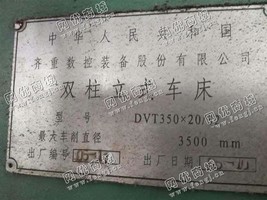 中华人民共和国
齐重数控装备股份有限公司
双柱立式车床
型号 DVT350×20
最大车削直径 3500 mm
出厂编号 出厂日期